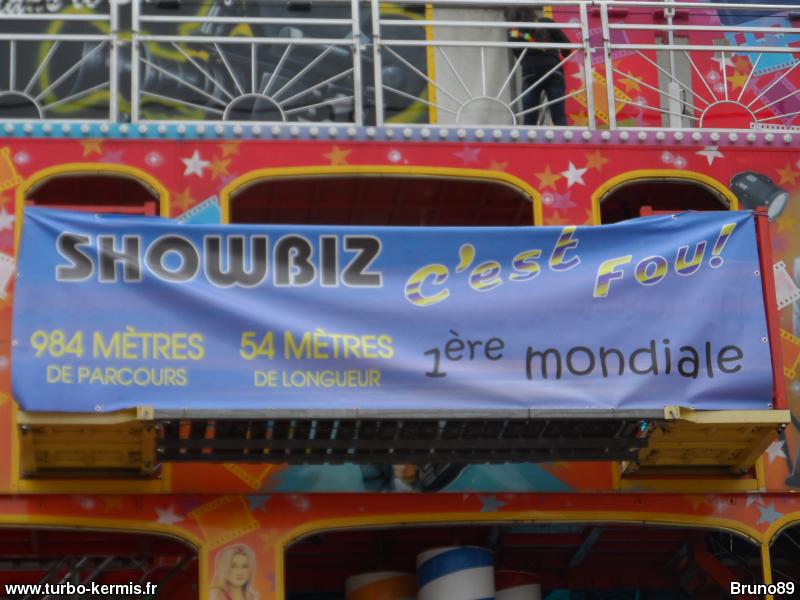 SHOWBIZ c'est Fou!
984 MÈTRES 54 MÈTRES 1ère mondiale
DE PARCOURS DE LONGUEUR
www.turbo-kermis.fr Bruno89